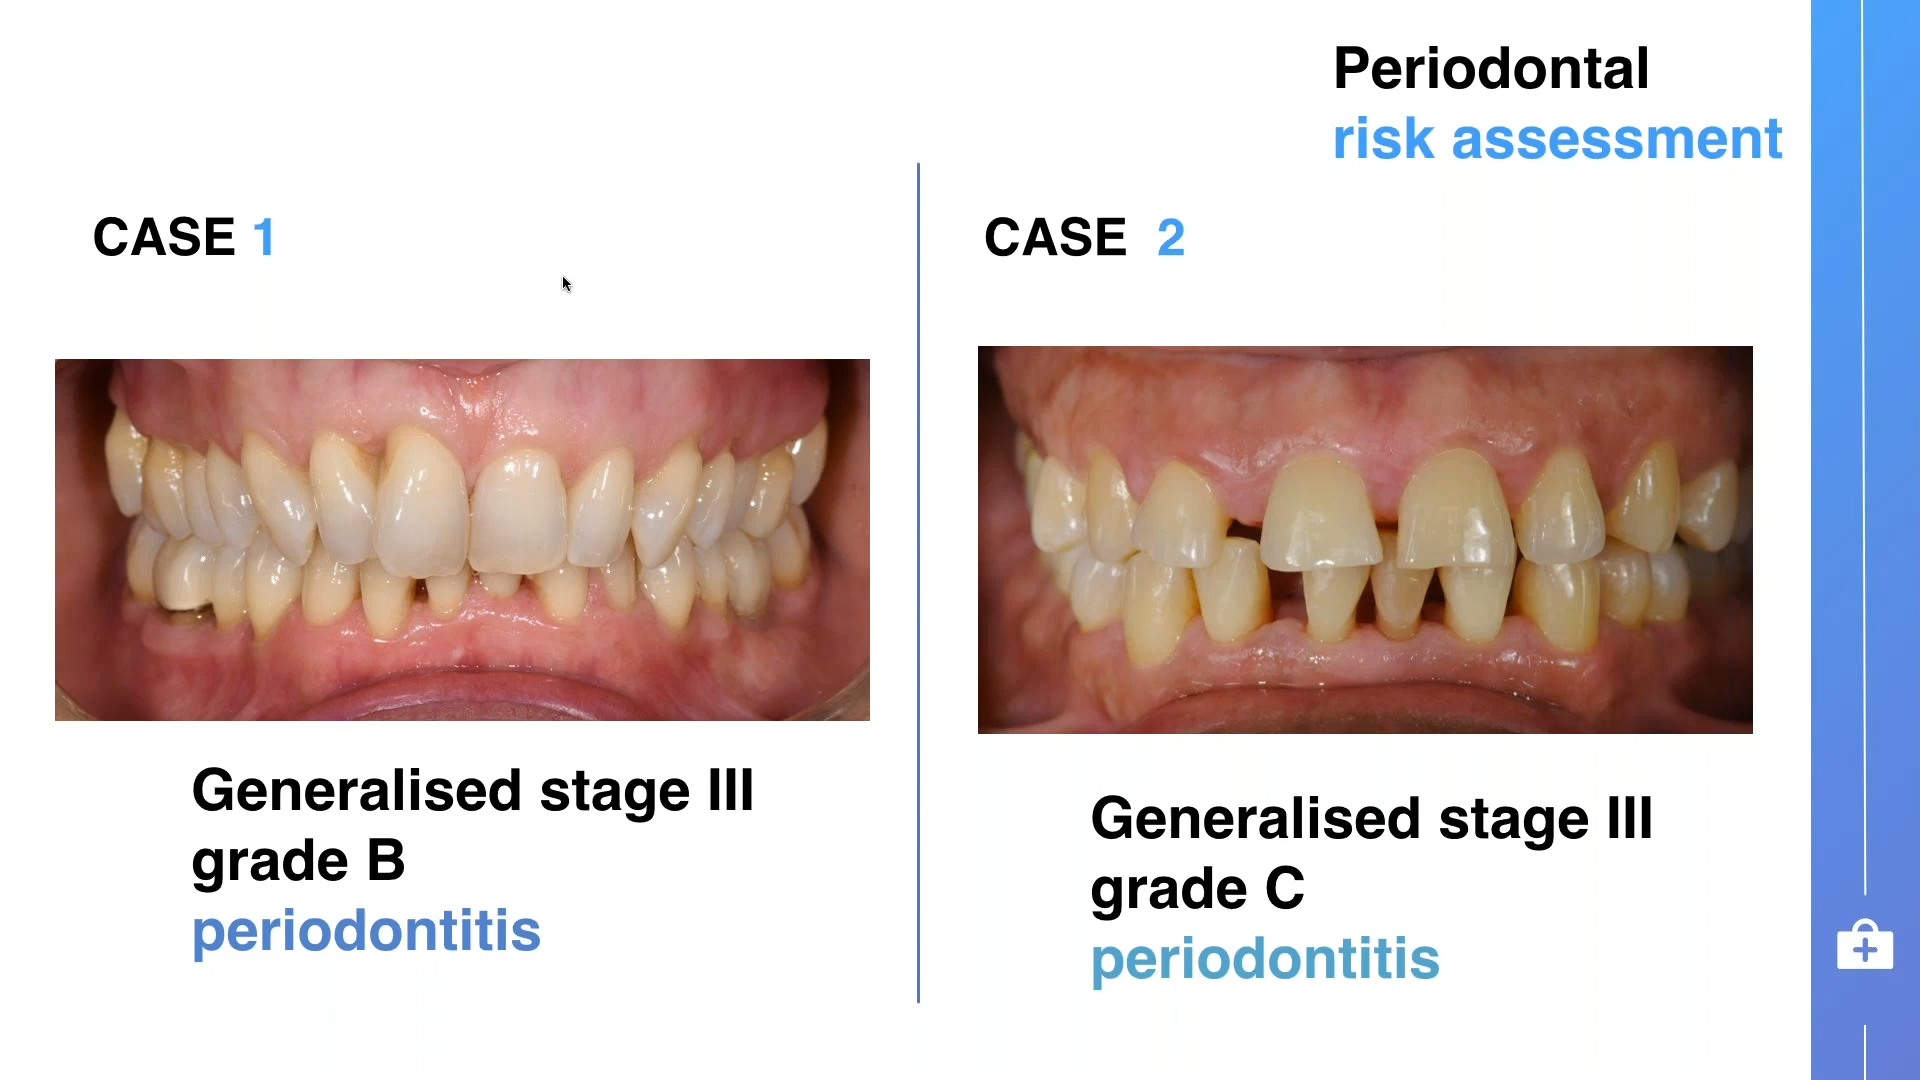 Periodontal
risk assessment
CASE 1
Generalised stage III
grade B
periodontitis
CASE 2
Generalised stage III
grade C
periodontitis